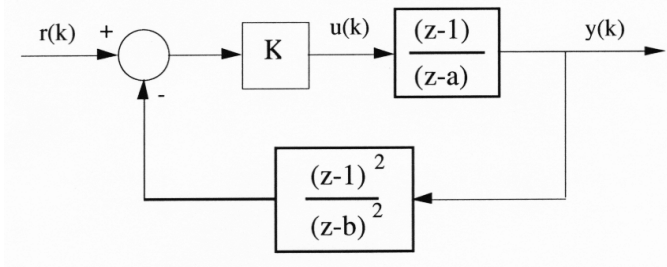 r(k) + K u(k) (z-1) y(k)
(z-a)
-
(z-1) 2
(z-b) 2